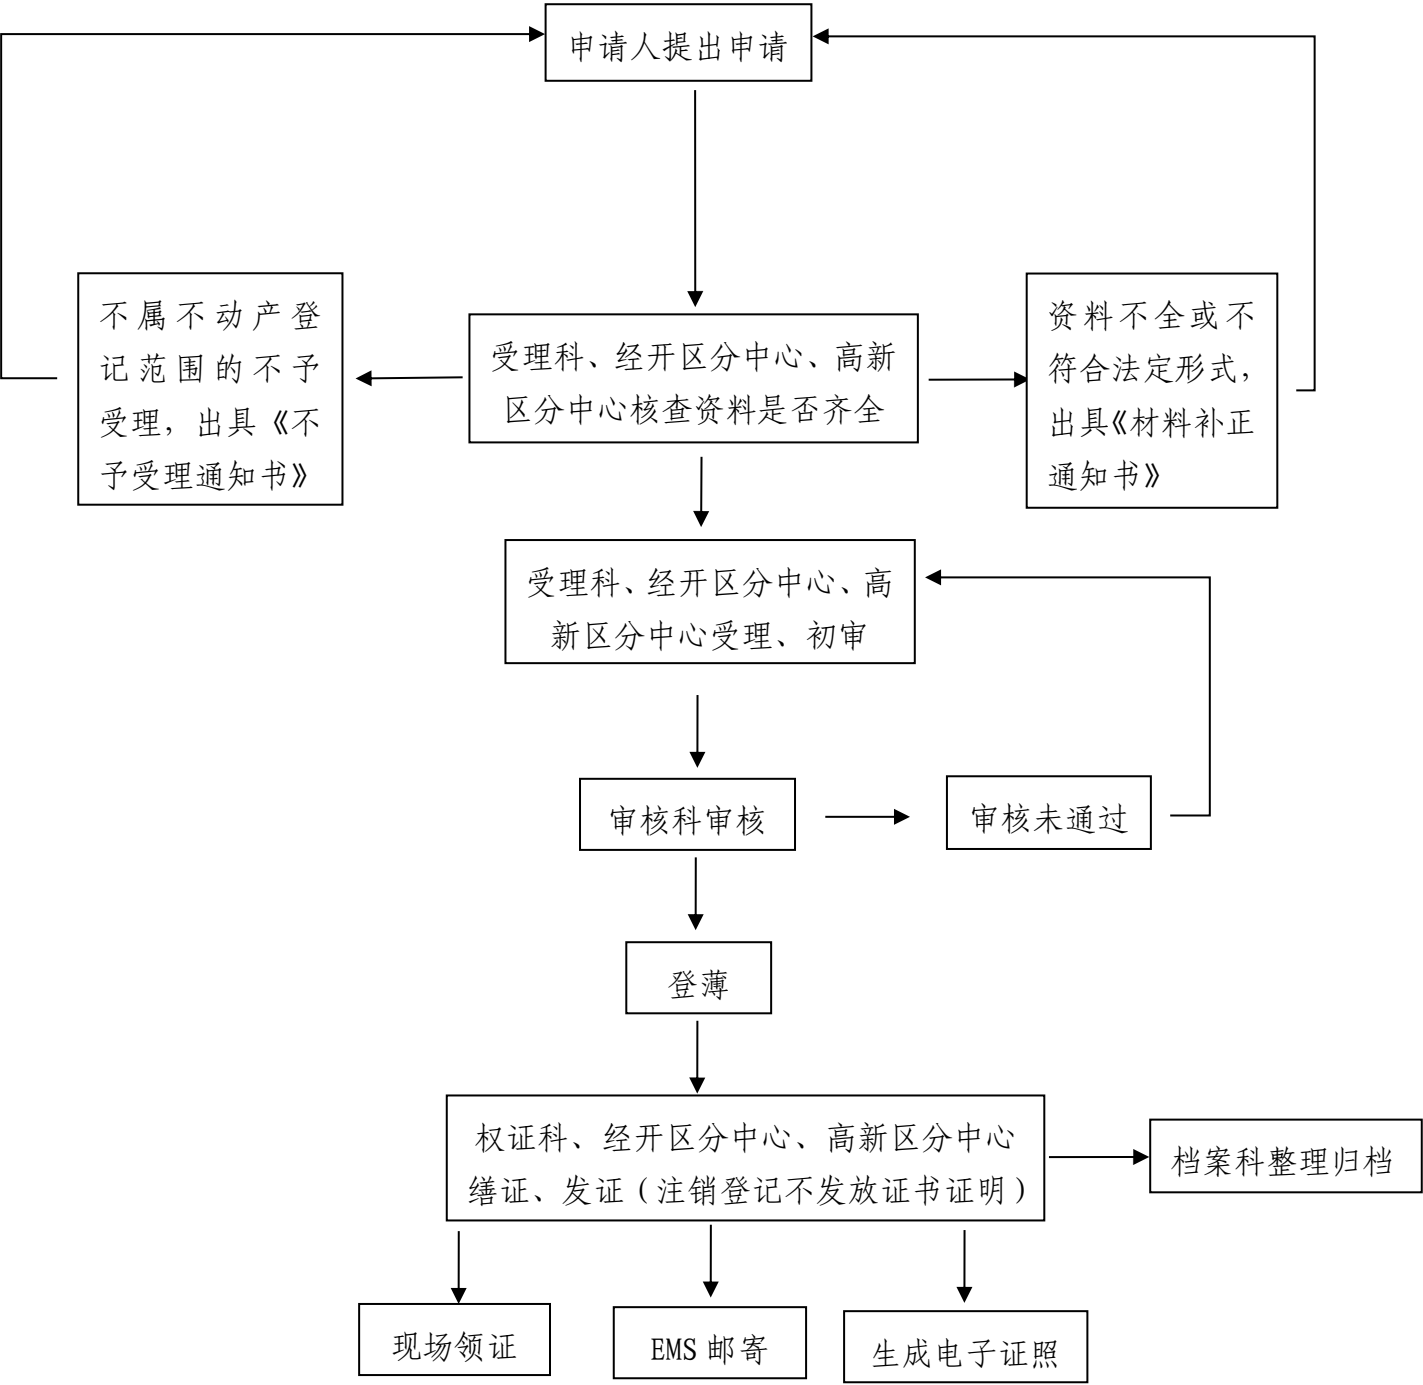 申请人提出申请
不属不动产登
记范围的不予
受理，出具《不
予受理通知书》
受理科、经开区分中心、高新
区分中心核查资料是否齐全
资料不全或不
符合法定形式，
出具《材料补正
通知书》
受理科、经开区分中心、高
新区分中心受理、初审
审核科审核
审核未通过
登薄
权证科、经开区分中心、高新区分中心
缮证、发证（注销登记不发放证书证明）
档案科整理归档
现场领证
EMS 邮寄
生成电子证照